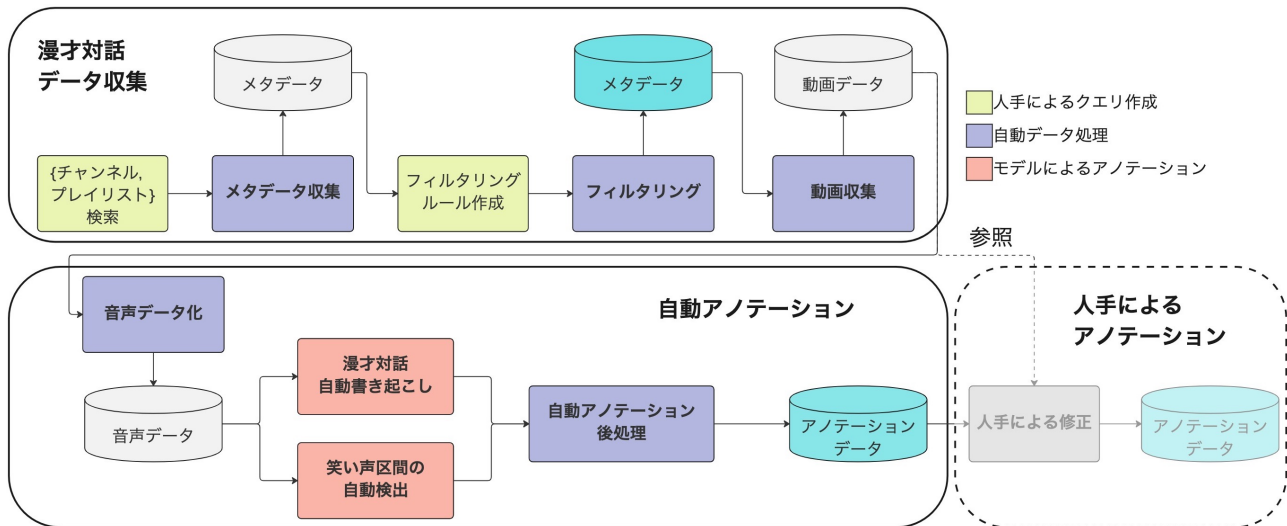 漫才対話
データ収集
メタデータ
メタデータ
動画データ
{チャンネル,
プレイリスト}
検索
メタデータ収集
フィルタリング
ルール作成
フィルタリング
動画収集
人手によるクエリ作成
自動データ処理
モデルによるアノテーション
参照
音声データ化
自動アノテーション
人手による
アノテーション
音声データ
漫才対話
自動書き起こし
笑い声区間の
自動検出
自動アノテーション
後処理
アノテーション
データ
人手による修正
アノテーション
データ